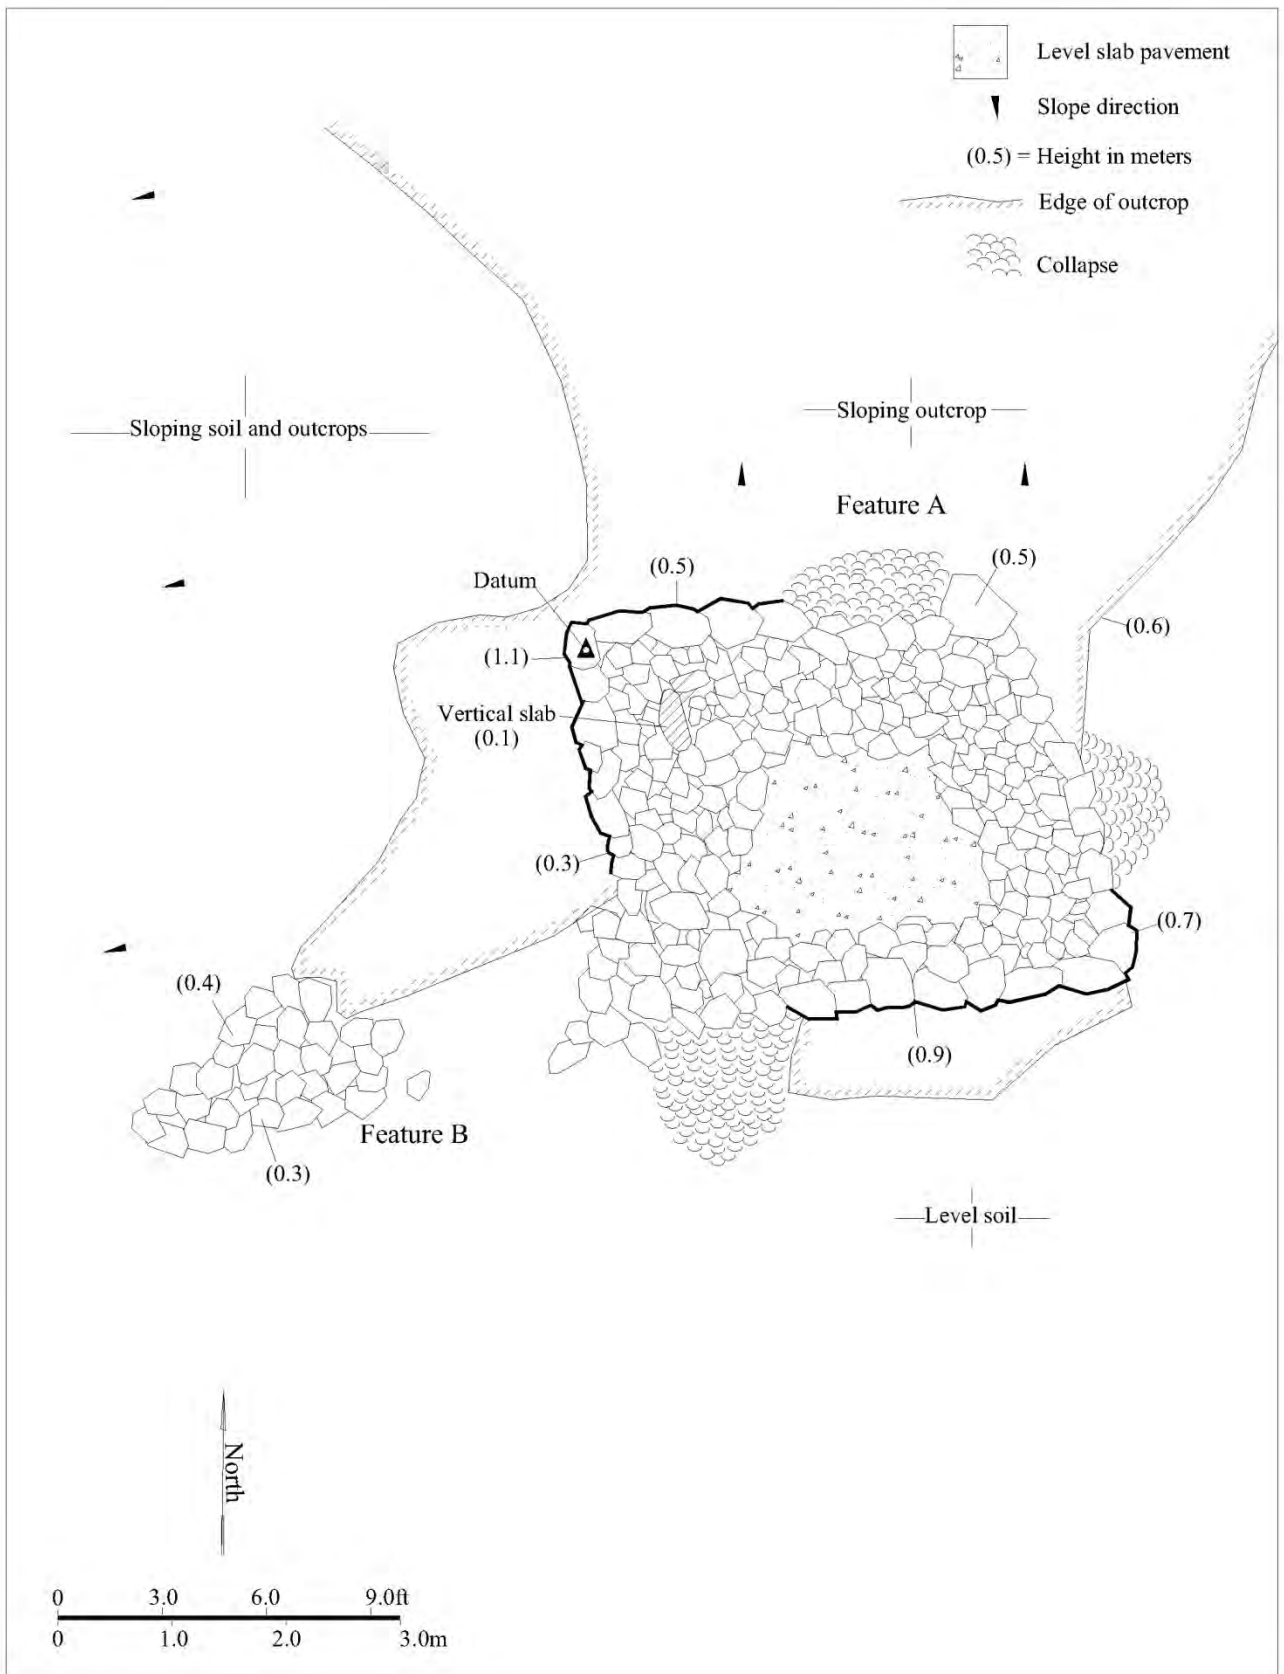 Level slab pavement
Slope direction
(0.5) = Height in meters
Edge of outcrop
Collapse
Sloping outcrop
Sloping soil and outcrops
Feature A
(0.5)
(0.5)
Datum
(0.6)
(1.1)
Vertical slab
(0.1)
(0.3)
(0.7)
(0.4)
(0.9)
Feature B
(0.3)
Level soil
North
0 3.0 6.0 9.0ft
0 1.0 2.0 3.0m